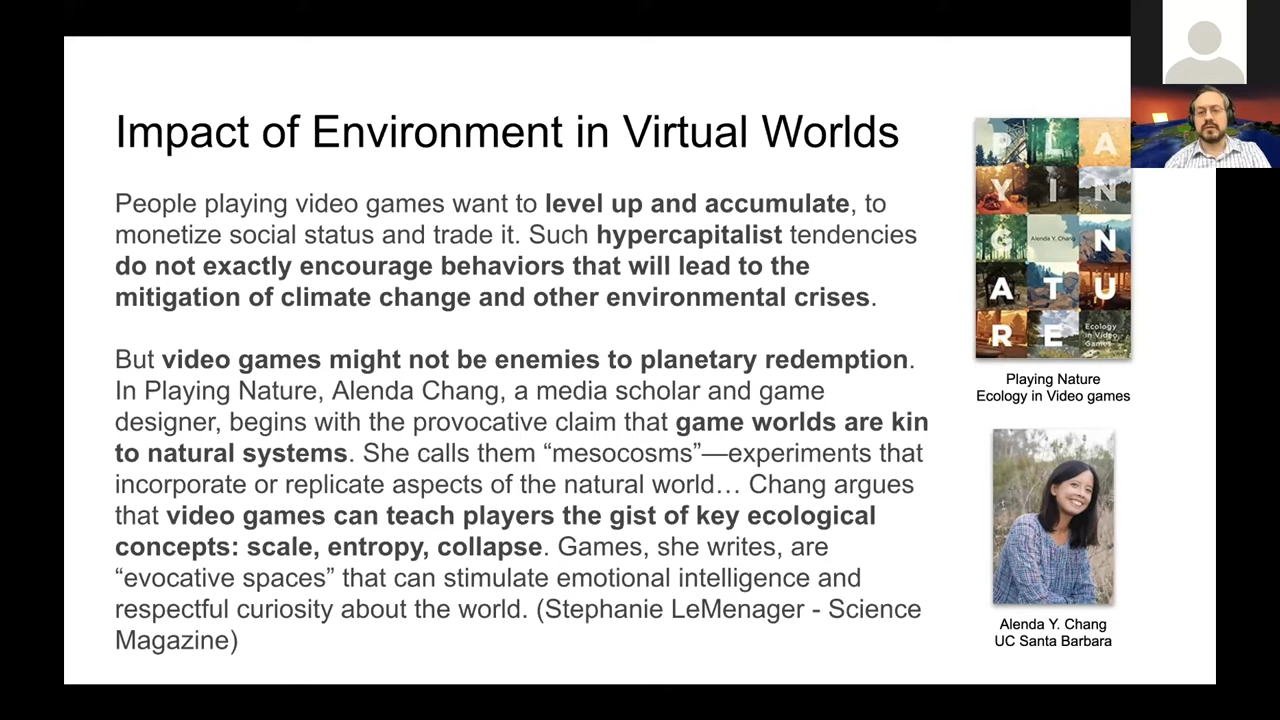 Impact of Environment in Virtual Worlds
People playing video games want to level up and accumulate, to
monetize social status and trade it. Such hypercapitalist tendencies
do not exactly encourage behaviors that will lead to the
mitigation of climate change and other environmental crises.
But video games might not be enemies to planetary redemption.
In Playing Nature, Alenda Chang, a media scholar and game
designer, begins with the provocative claim that game worlds are kin
to natural systems. She calls them “mesocosms”—experiments that
incorporate or replicate aspects of the natural world… Chang argues
that video games can teach players the gist of key ecological
concepts: scale, entropy, collapse. Games, she writes, are
“evocative spaces” that can stimulate emotional intelligence and
respectful curiosity about the world. (Stephanie LeMenager - Science
Magazine)
P L A
Y I N
G Alenda Y. Chang N
A T U
R E Ecology
in Video
Games
Playing Nature
Ecology in Video games
Alenda Y. Chang
UC Santa Barbara